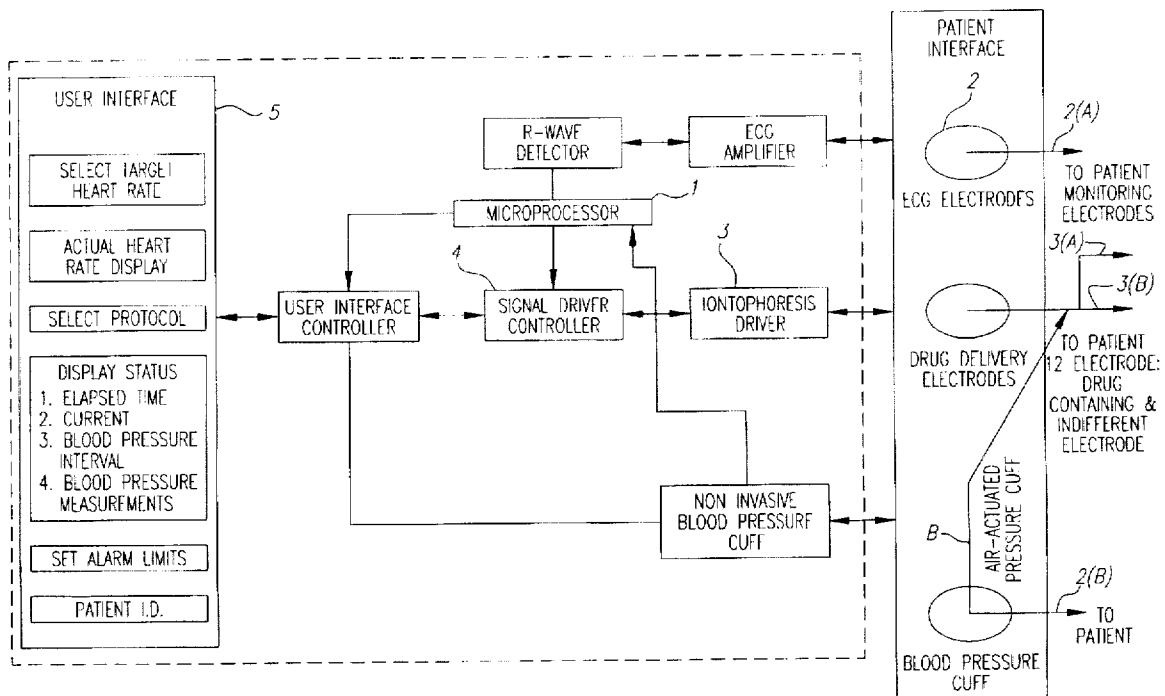 USER INTERFACE
5
SELECT TARGET
HEART RATE
ACTUAL HEART
RATE DISPLAY
SELECT PROTOCOL
DISPLAY STATUS
1. ELAPSED TIME
2. CURRENT
3. BLOOD PRESSURE
INTERVAL
4. BLOOD PRESSURE
MEASUREMENTS
SET ALARM LIMITS
PATIENT I.D.
R-WAVE
DETECTOR
ECG
AMPLIFIER
1
MICROPROCESSOR
4
3
USER INTERFACE
CONTROLLER
SIGNAL DRIVER
CONTROLLER
IONTOPHORESIS
DRIVER
NON INVASIVE
BLOOD PRESSURE
CUFF
PATIENT
INTERFACE
2
2(A)
ECG ELECTRODES
TO PATIENT
MONITORING
ELECTRODES
3(A)
3(B)
DRUG DELIVERY
ELECTRODES
TO PATIENT
12 ELECTRODE:
DRUG
CONTAINING &
INDIFFERENT
ELECTRODE
B
AIR-ACTUATED
PRESSURE CUFF
2(B)
TO
PATIENT
BLOOD PRESSURE
CUFF